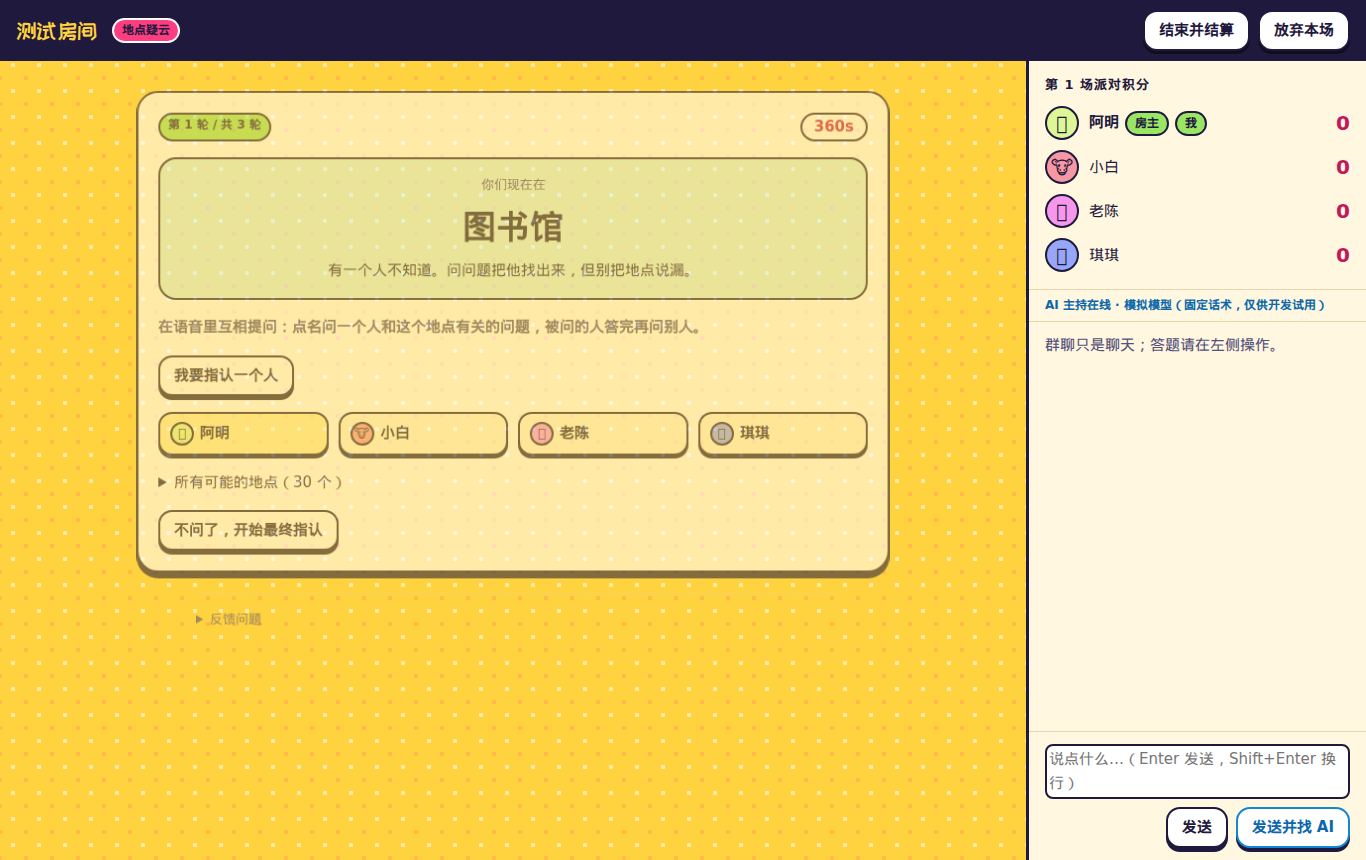 测试房间
地点疑云
结束并结算
放弃本场
第 1 轮 / 共 3 轮
360s
你们现在在
图书馆
有一个人不知道。问问题把他找出来，但别把地点说漏。
在语音里互相提问：点名问一个人和这个地点有关的问题，被问的人答完再问别人。
我要指认一个人
阿明
小白
老陈
琪琪
所有可能的地点（30 个）
不问了，开始最终指认
反馈问题
第 1 场派对积分
阿明 房主 我 0
小白 0
老陈 0
琪琪 0
AI 主持在线 · 模拟模型（固定话术，仅供开发试用）
群聊只是聊天；答题请在左侧操作。
说点什么…（Enter 发送，Shift+Enter 换
行）
发送
发送并找 AI